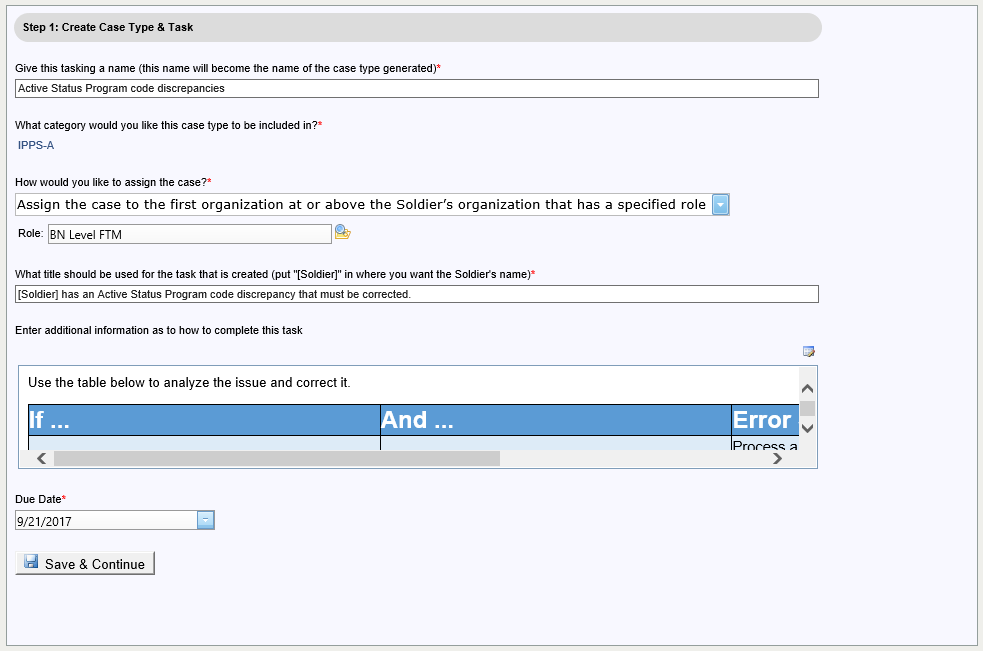 Step 1: Create Case Type & Task
Give this tasking a name (this name will become the name of the case type generated)*
Active Status Program code discrepancies
What category would you like this case type to be included in?*
IPPS-A
How would you like to assign the case?*
Assign the case to the first organization at or above the Soldier’s organization that has a specified role
Role: BN Level FTM
What title should be used for the task that is created (put "[Soldier]" in where you want the Soldier's name)*
[Soldier] has an Active Status Program code discrepancy that must be corrected.
Enter additional information as to how to complete this task
Use the table below to analyze the issue and correct it.
If ... And ... Error
Process a
Due Date*
9/21/2017
Save & Continue